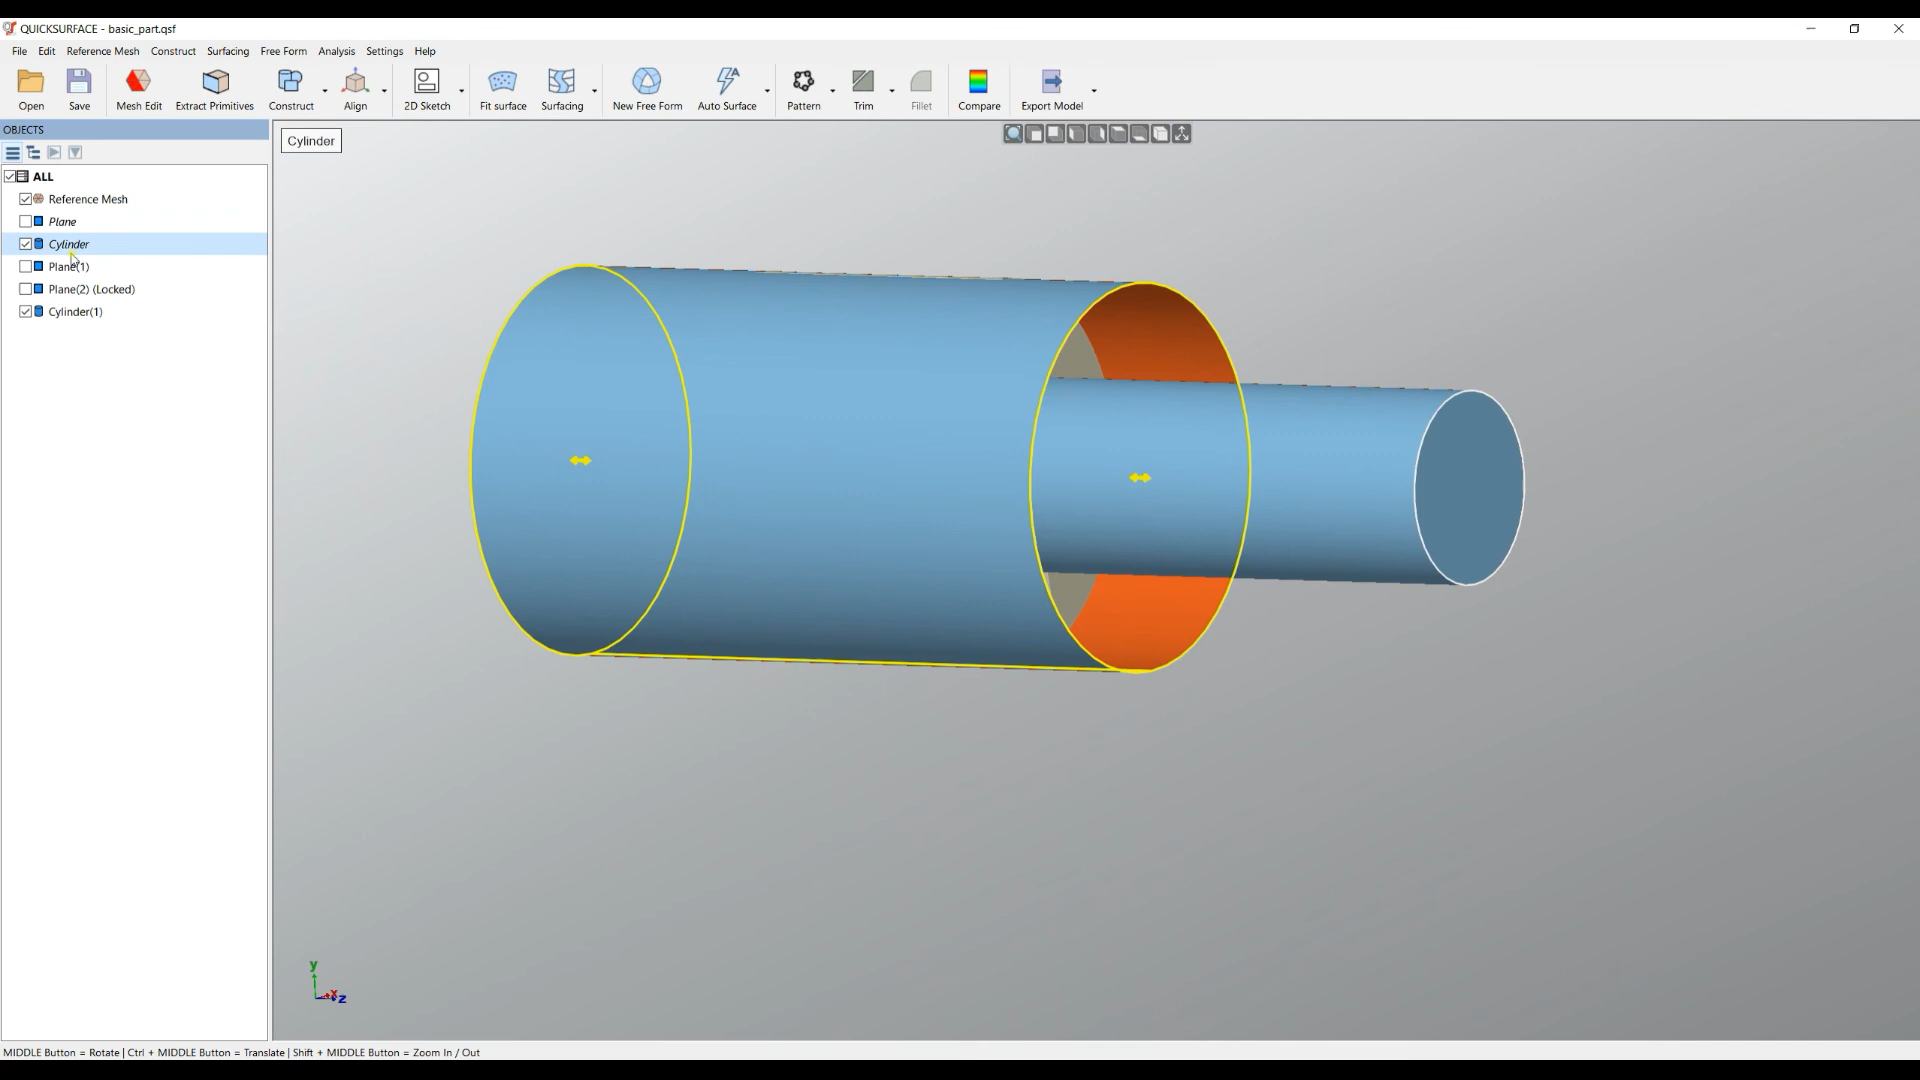 QUICKSURFACE - basic_part.qsf
File Edit Reference Mesh Construct Surfacing Free Form Analysis Settings Help
Open Save Mesh Edit Extract Primitives Construct Align 2D Sketch Fit surface Surfacing New Free Form Auto Surface Pattern Trim Fillet Compare Export Model
OBJECTS
Cylinder
ALL
Reference Mesh
Plane
Cylinder
Plane(1)
Plane(2) (Locked)
Cylinder(1)
y
x
z
MIDDLE Button = Rotate | Ctrl + MIDDLE Button = Translate | Shift + MIDDLE Button = Zoom In / Out